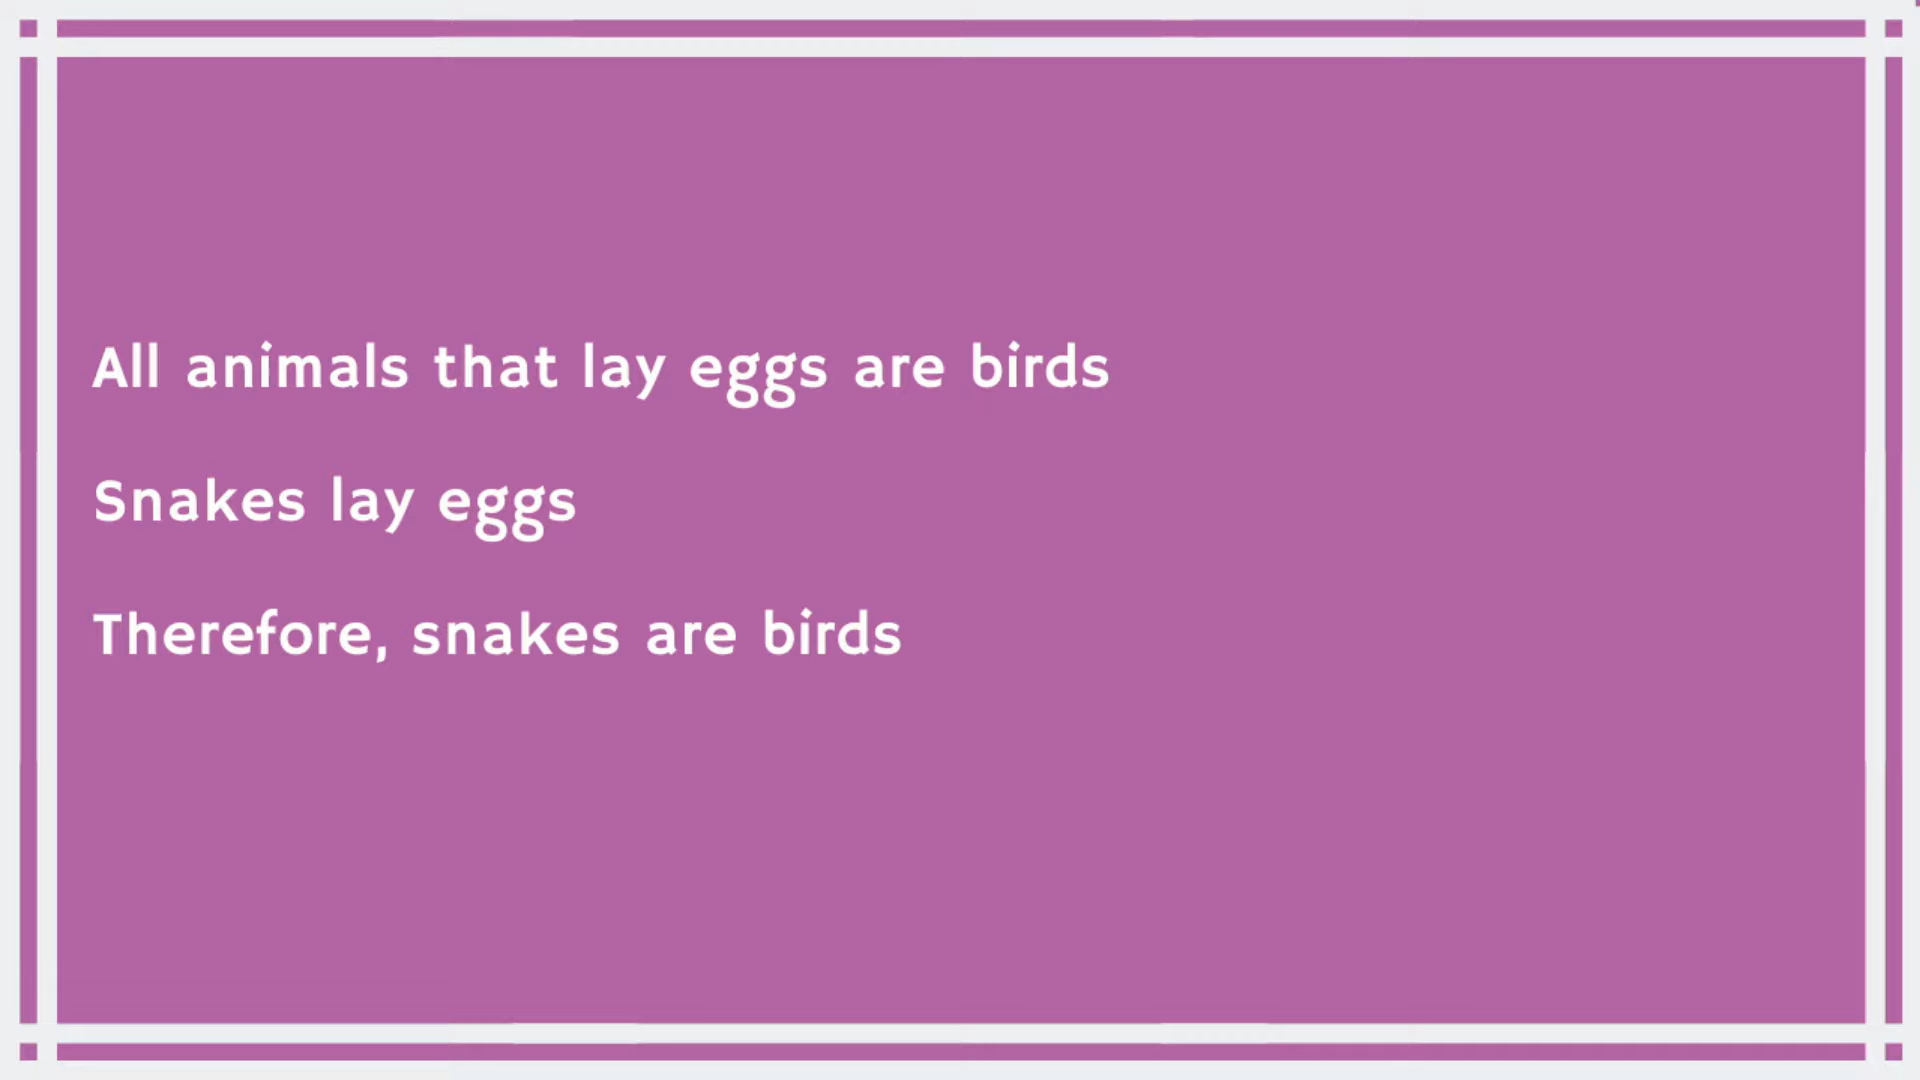 All animals that lay eggs are birds
Snakes lay eggs
Therefore, snakes are birds